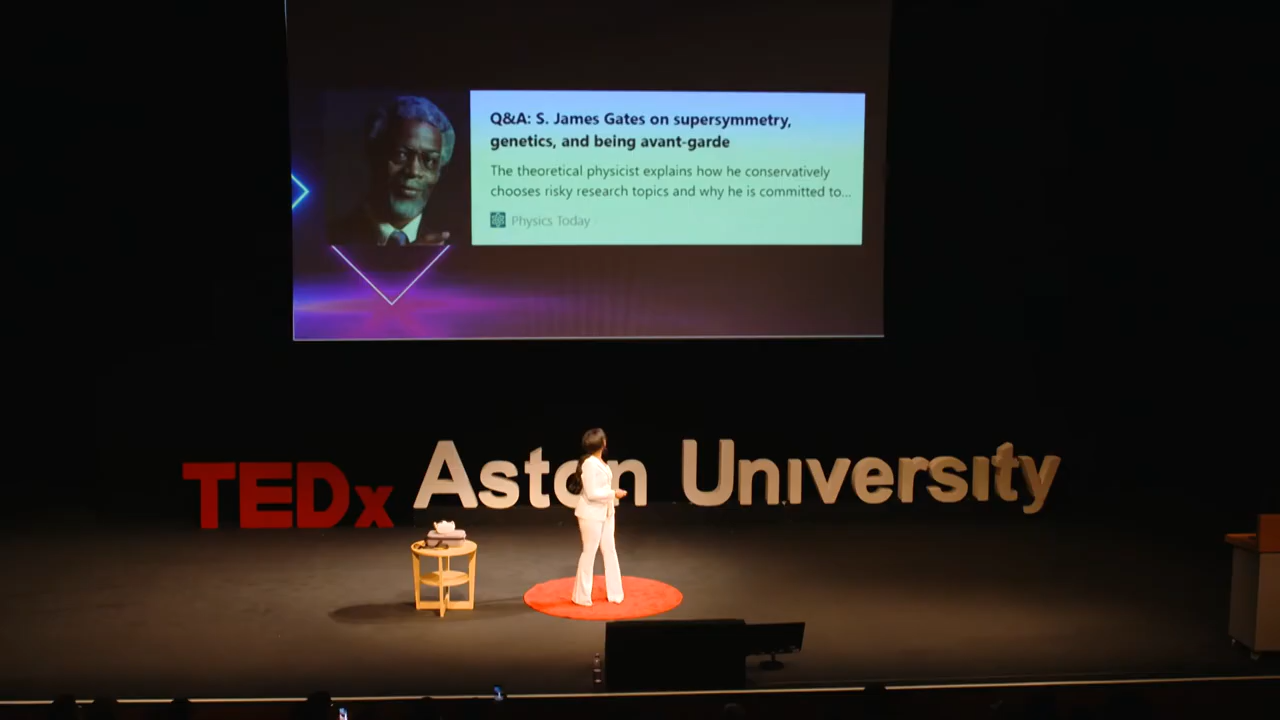 Q&A: S. James Gates on supersymmetry,
genetics, and being avant-garde
The theoretical physicist explains how he conservatively
chooses risky research topics and why he is committed to...
Physics Today
TEDx Aston University